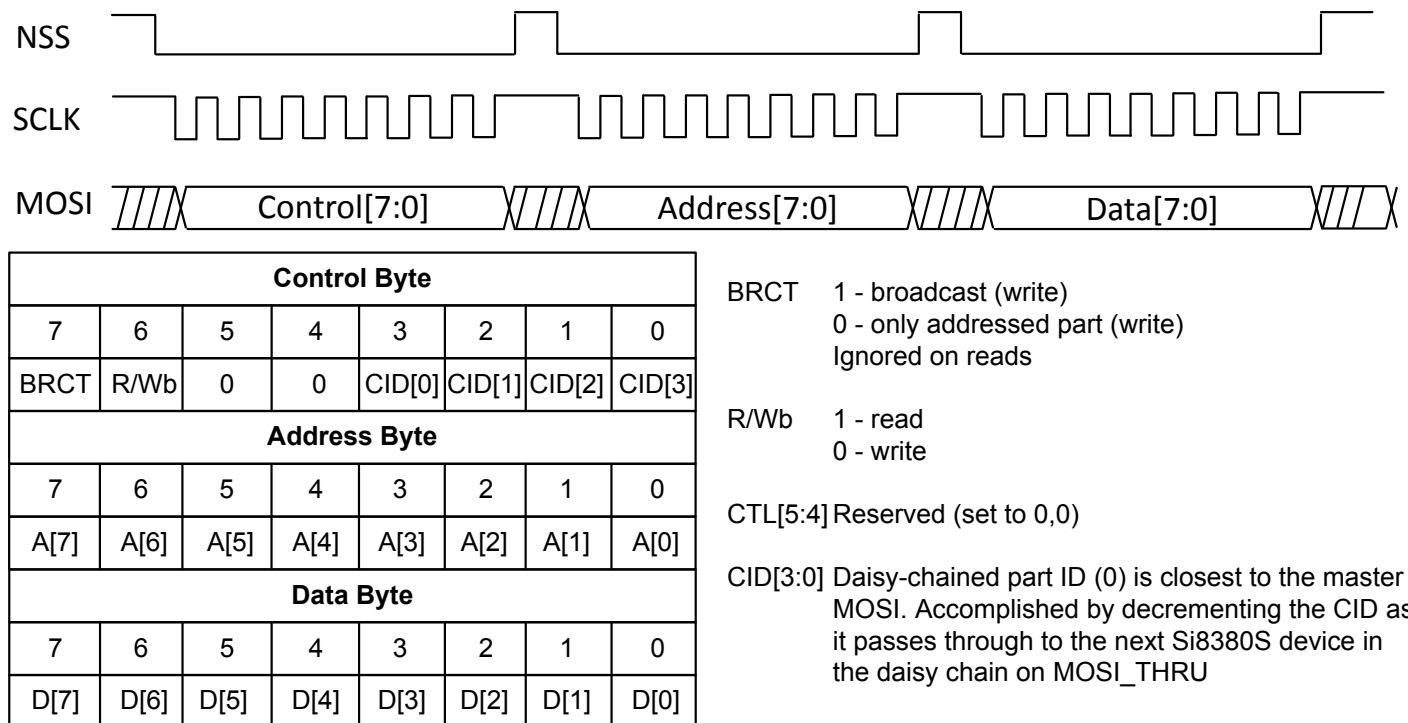 NSS
SCLK
MOSI Control[7:0] Address[7:0] Data[7:0]
Control Byte
7 6 5 4 3 2 1 0
BRCT R/Wb 0 0 CID[0] CID[1] CID[2] CID[3]
Address Byte
7 6 5 4 3 2 1 0
A[7] A[6] A[5] A[4] A[3] A[2] A[1] A[0]
Data Byte
7 6 5 4 3 2 1 0
D[7] D[6] D[5] D[4] D[3] D[2] D[1] D[0]
BRCT 1 - broadcast (write)
0 - only addressed part (write)
Ignored on reads
R/Wb 1 - read
0 - write
CTL[5:4] Reserved (set to 0,0)
CID[3:0] Daisy-chained part ID (0) is closest to the master
MOSI. Accomplished by decrementing the CID as
it passes through to the next Si8380S device in
the daisy chain on MOSI_THRU